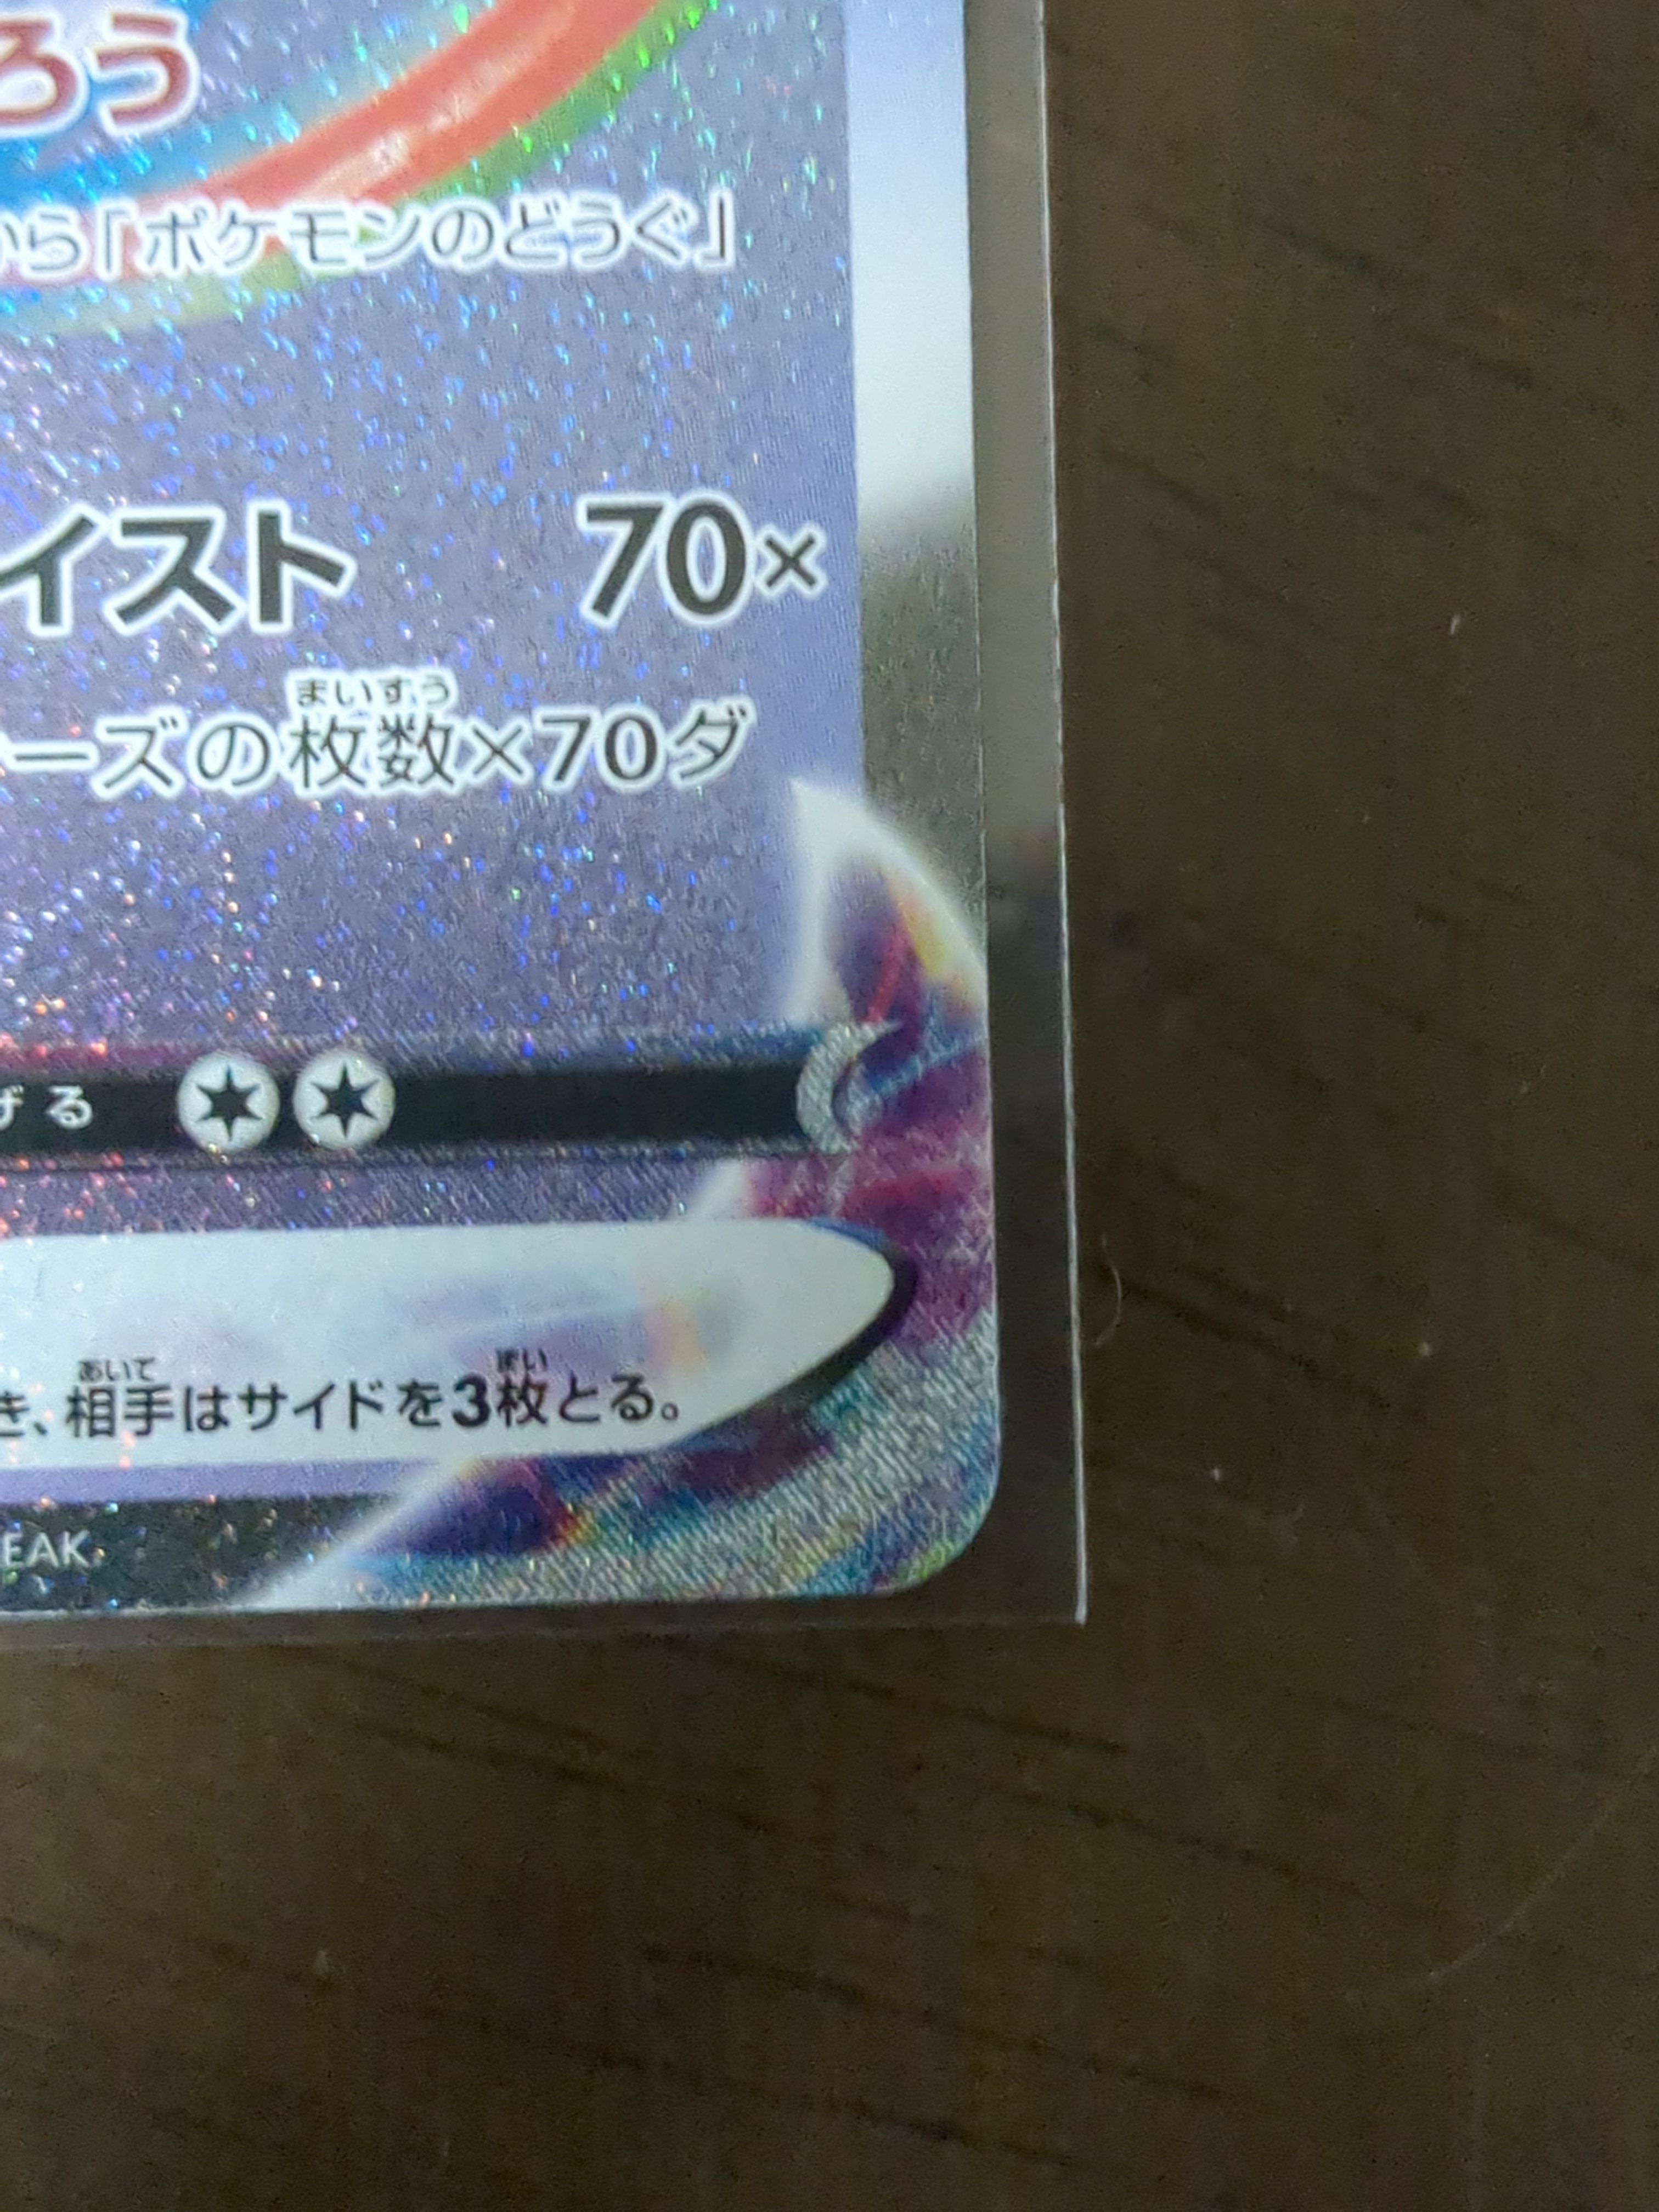 ろう
から「ポケモンのどうぐ」
イスト 70×
まいすう
ーズの枚数×70ダ
げる
あいて まい
き、相手はサイドを3枚とる。
EAK